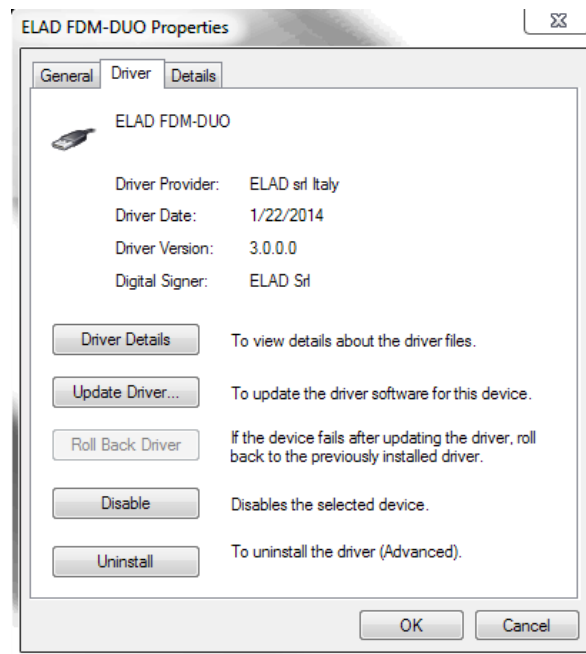 ELAD FDM-DUO Properties
General Driver Details
ELAD FDM-DUO
Driver Provider: ELAD srl Italy
Driver Date: 1/22/2014
Driver Version: 3.0.0.0
Digital Signer: ELAD Srl
Driver Details To view details about the driver files.
Update Driver... To update the driver software for this device.
Roll Back Driver If the device fails after updating the driver, roll
back to the previously installed driver.
Disable Disables the selected device.
Uninstall To uninstall the driver (Advanced).
OK Cancel